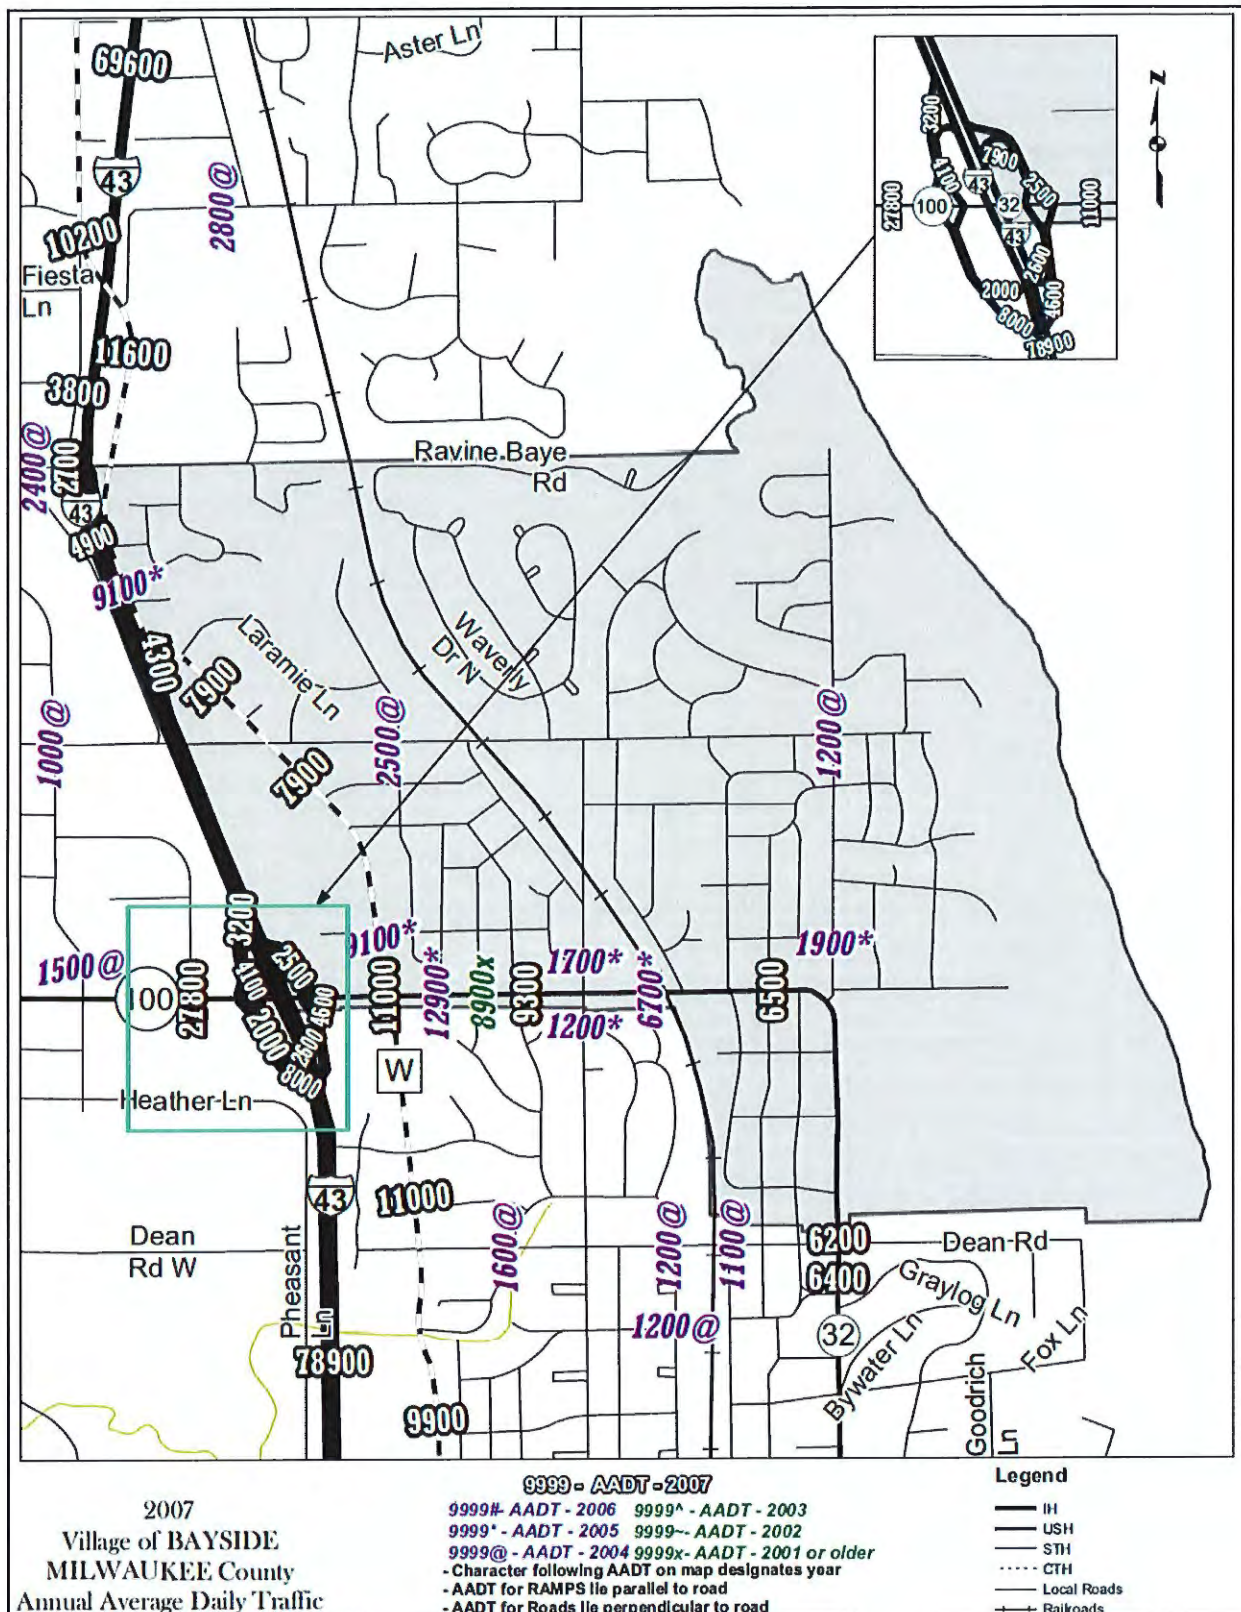 Aster Ln
69600
43
2800@
10200
Fiesta
Ln
11600
3800
2400@
2700
Ravine Baye
Rd
43
4900
9100*
4300
Laramie Ln
7900
Waverly
Dr N
1000@
2500@
1200@
7900
3200
7900
4100
43
2500
27800
100
32
11000
43
2600
2000
4600
8000
78900
N
3200
2500
9100*
1700*
1900*
1500@
100
27800
4100
4600
11000
12900*
8900x
9300
6700*
6500
2000
2600
1200*
8000
W
Heather Ln
43
11000
Dean
Rd W
Pheasant
Ln
1600@
1200@
1100@
6200
Dean Rd
6400
Graylog Ln
1200@
32
Bywater Ln
Fox Ln
78900
9900
Goodrich
Ln
2007
Village of BAYSIDE
MILWAUKEE County
Annual Average Daily Traffic
9999 - AADT - 2007
9999# - AADT - 2006 9999^ - AADT - 2003
9999* - AADT - 2005 9999~ - AADT - 2002
9999@ - AADT - 2004 9999x - AADT - 2001 or older
- Character following AADT on map designates year
- AADT for RAMPS lie parallel to road
- AADT for Roads lie perpendicular to road
Legend
IH
USH
STH
CTH
Local Roads
Railroads